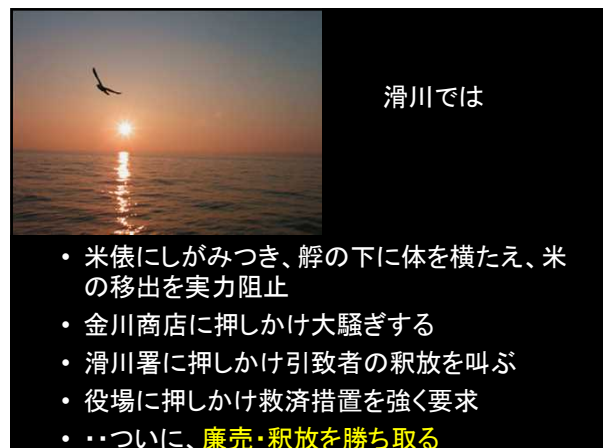 滑川では
• 米俵にしがみつき、艀の下に体を横たえ、米
の移出を実力阻止
• 金川商店に押しかけ大騒ぎする
• 滑川署に押しかけ引致者の釈放を叫ぶ
• 役場に押しかけ救済措置を強く要求
• ・・ついに、廉売・釈放を勝ち取る